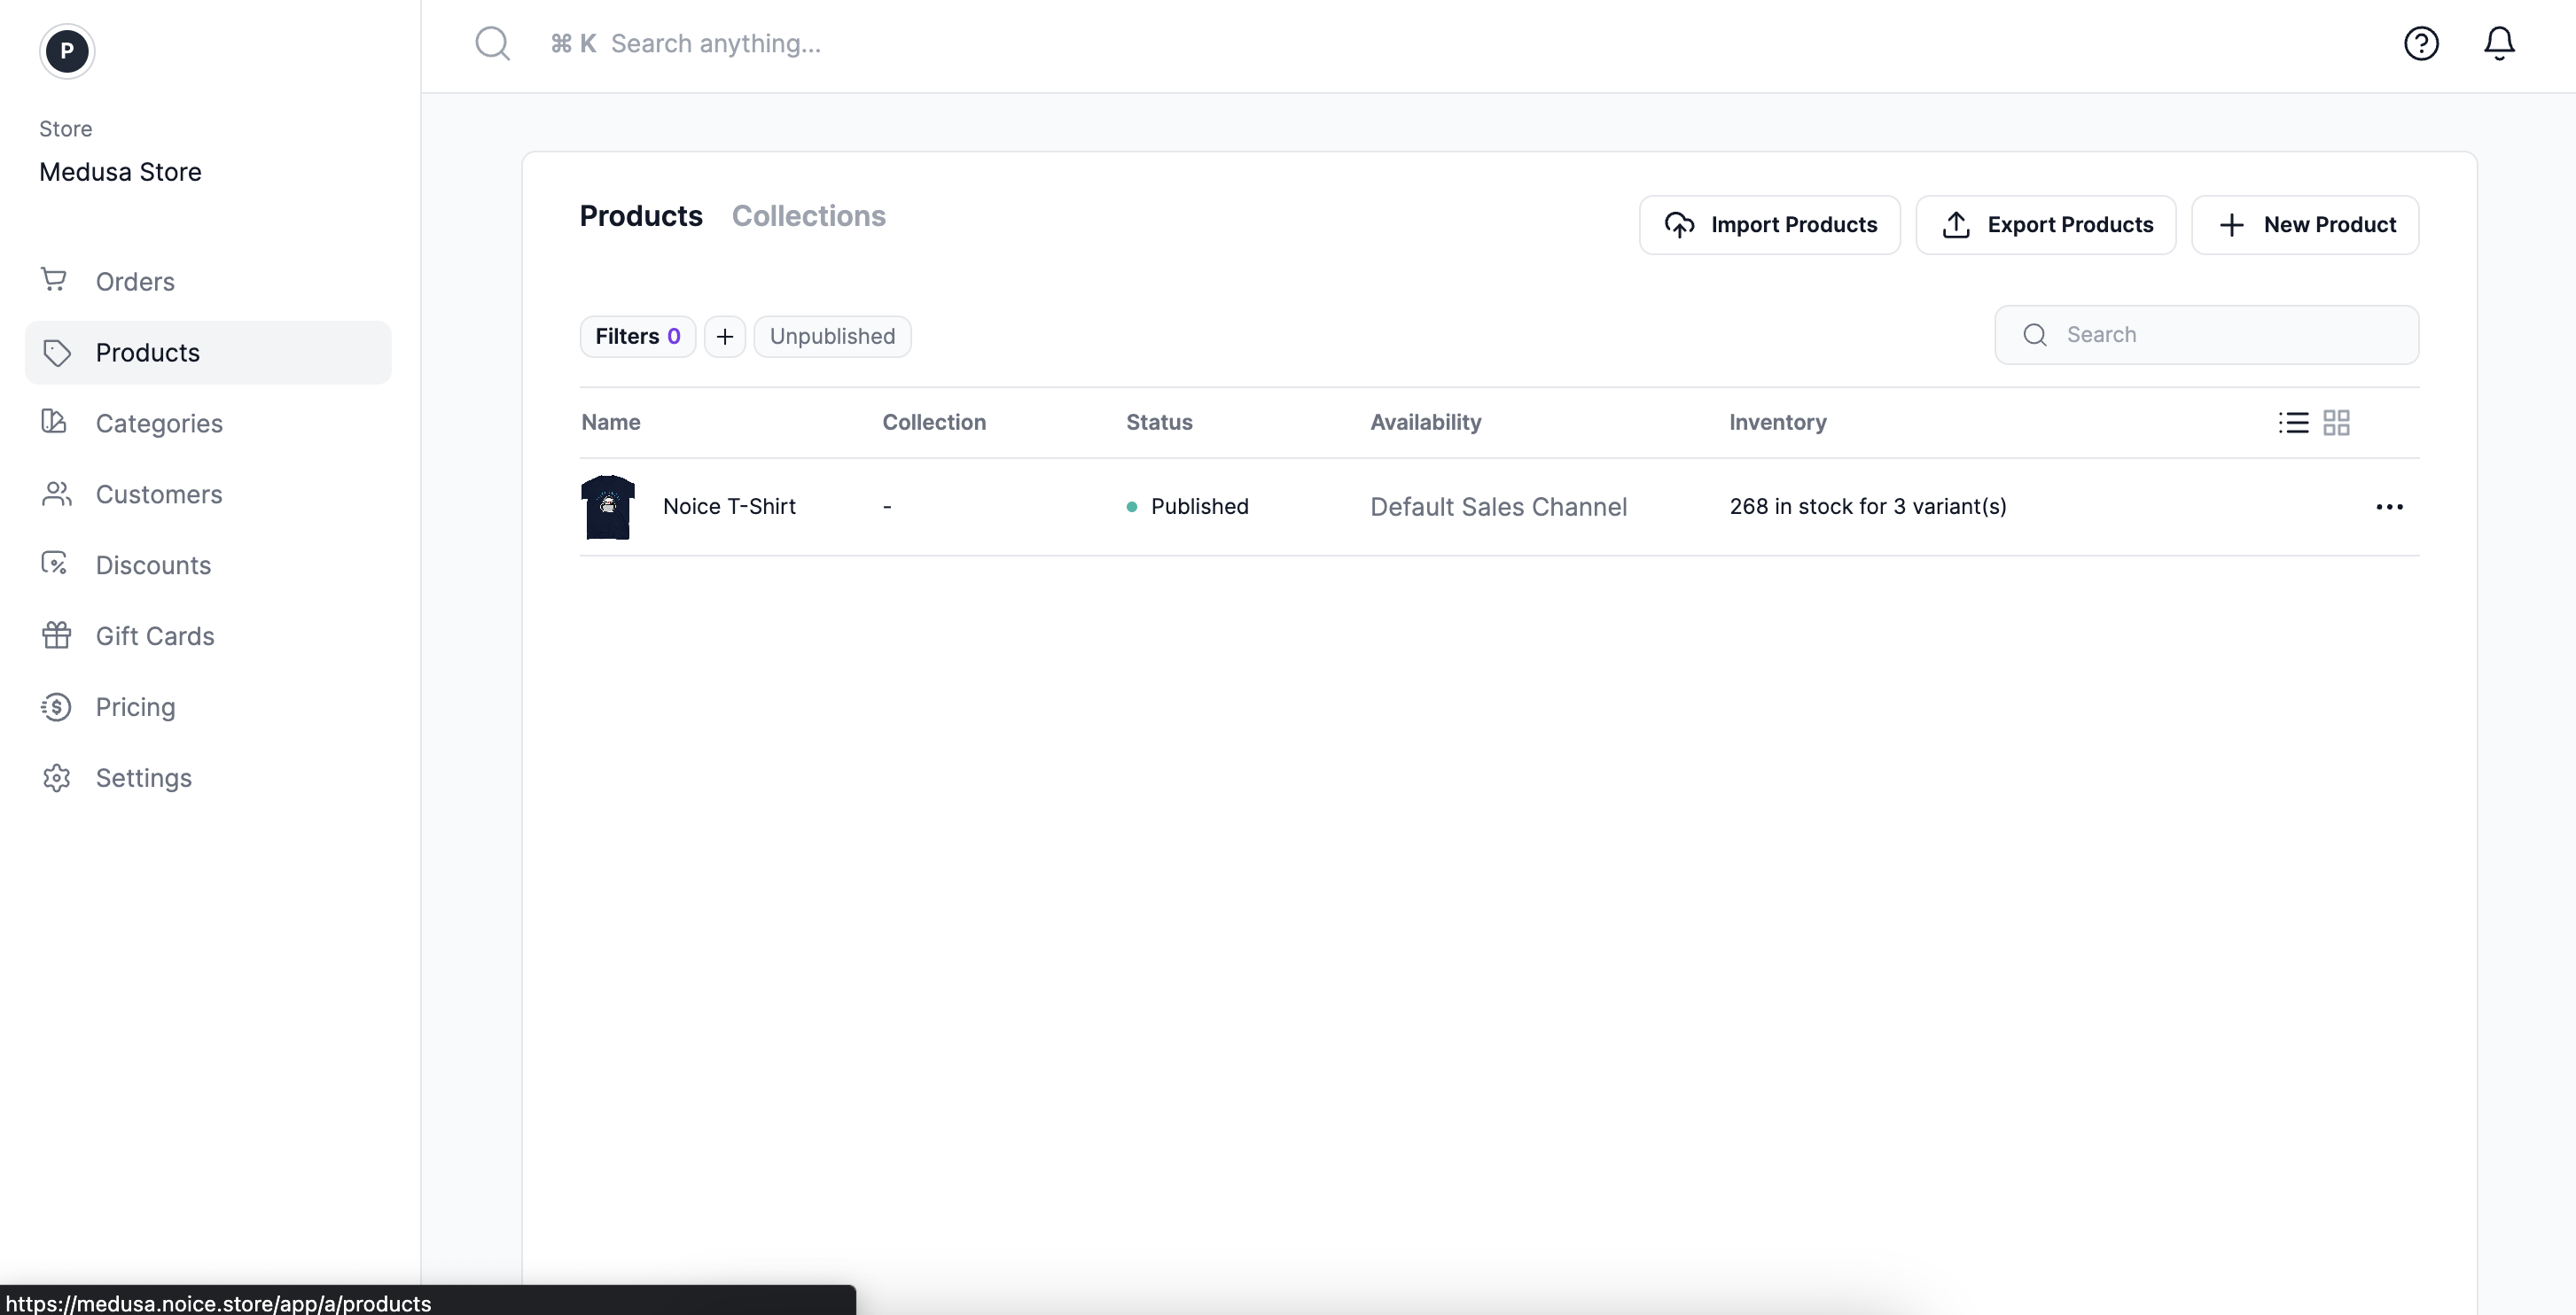 P
⌘ K Search anything...
Store
Medusa Store
Orders
Products
Categories
Customers
Discounts
Gift Cards
Pricing
Settings
Products Collections
Import Products Export Products New Product
Filters 0 + Unpublished
Search
Name Collection Status Availability Inventory
Noice T-Shirt - Published Default Sales Channel 268 in stock for 3 variant(s)
https://medusa.noice.store/app/a/products